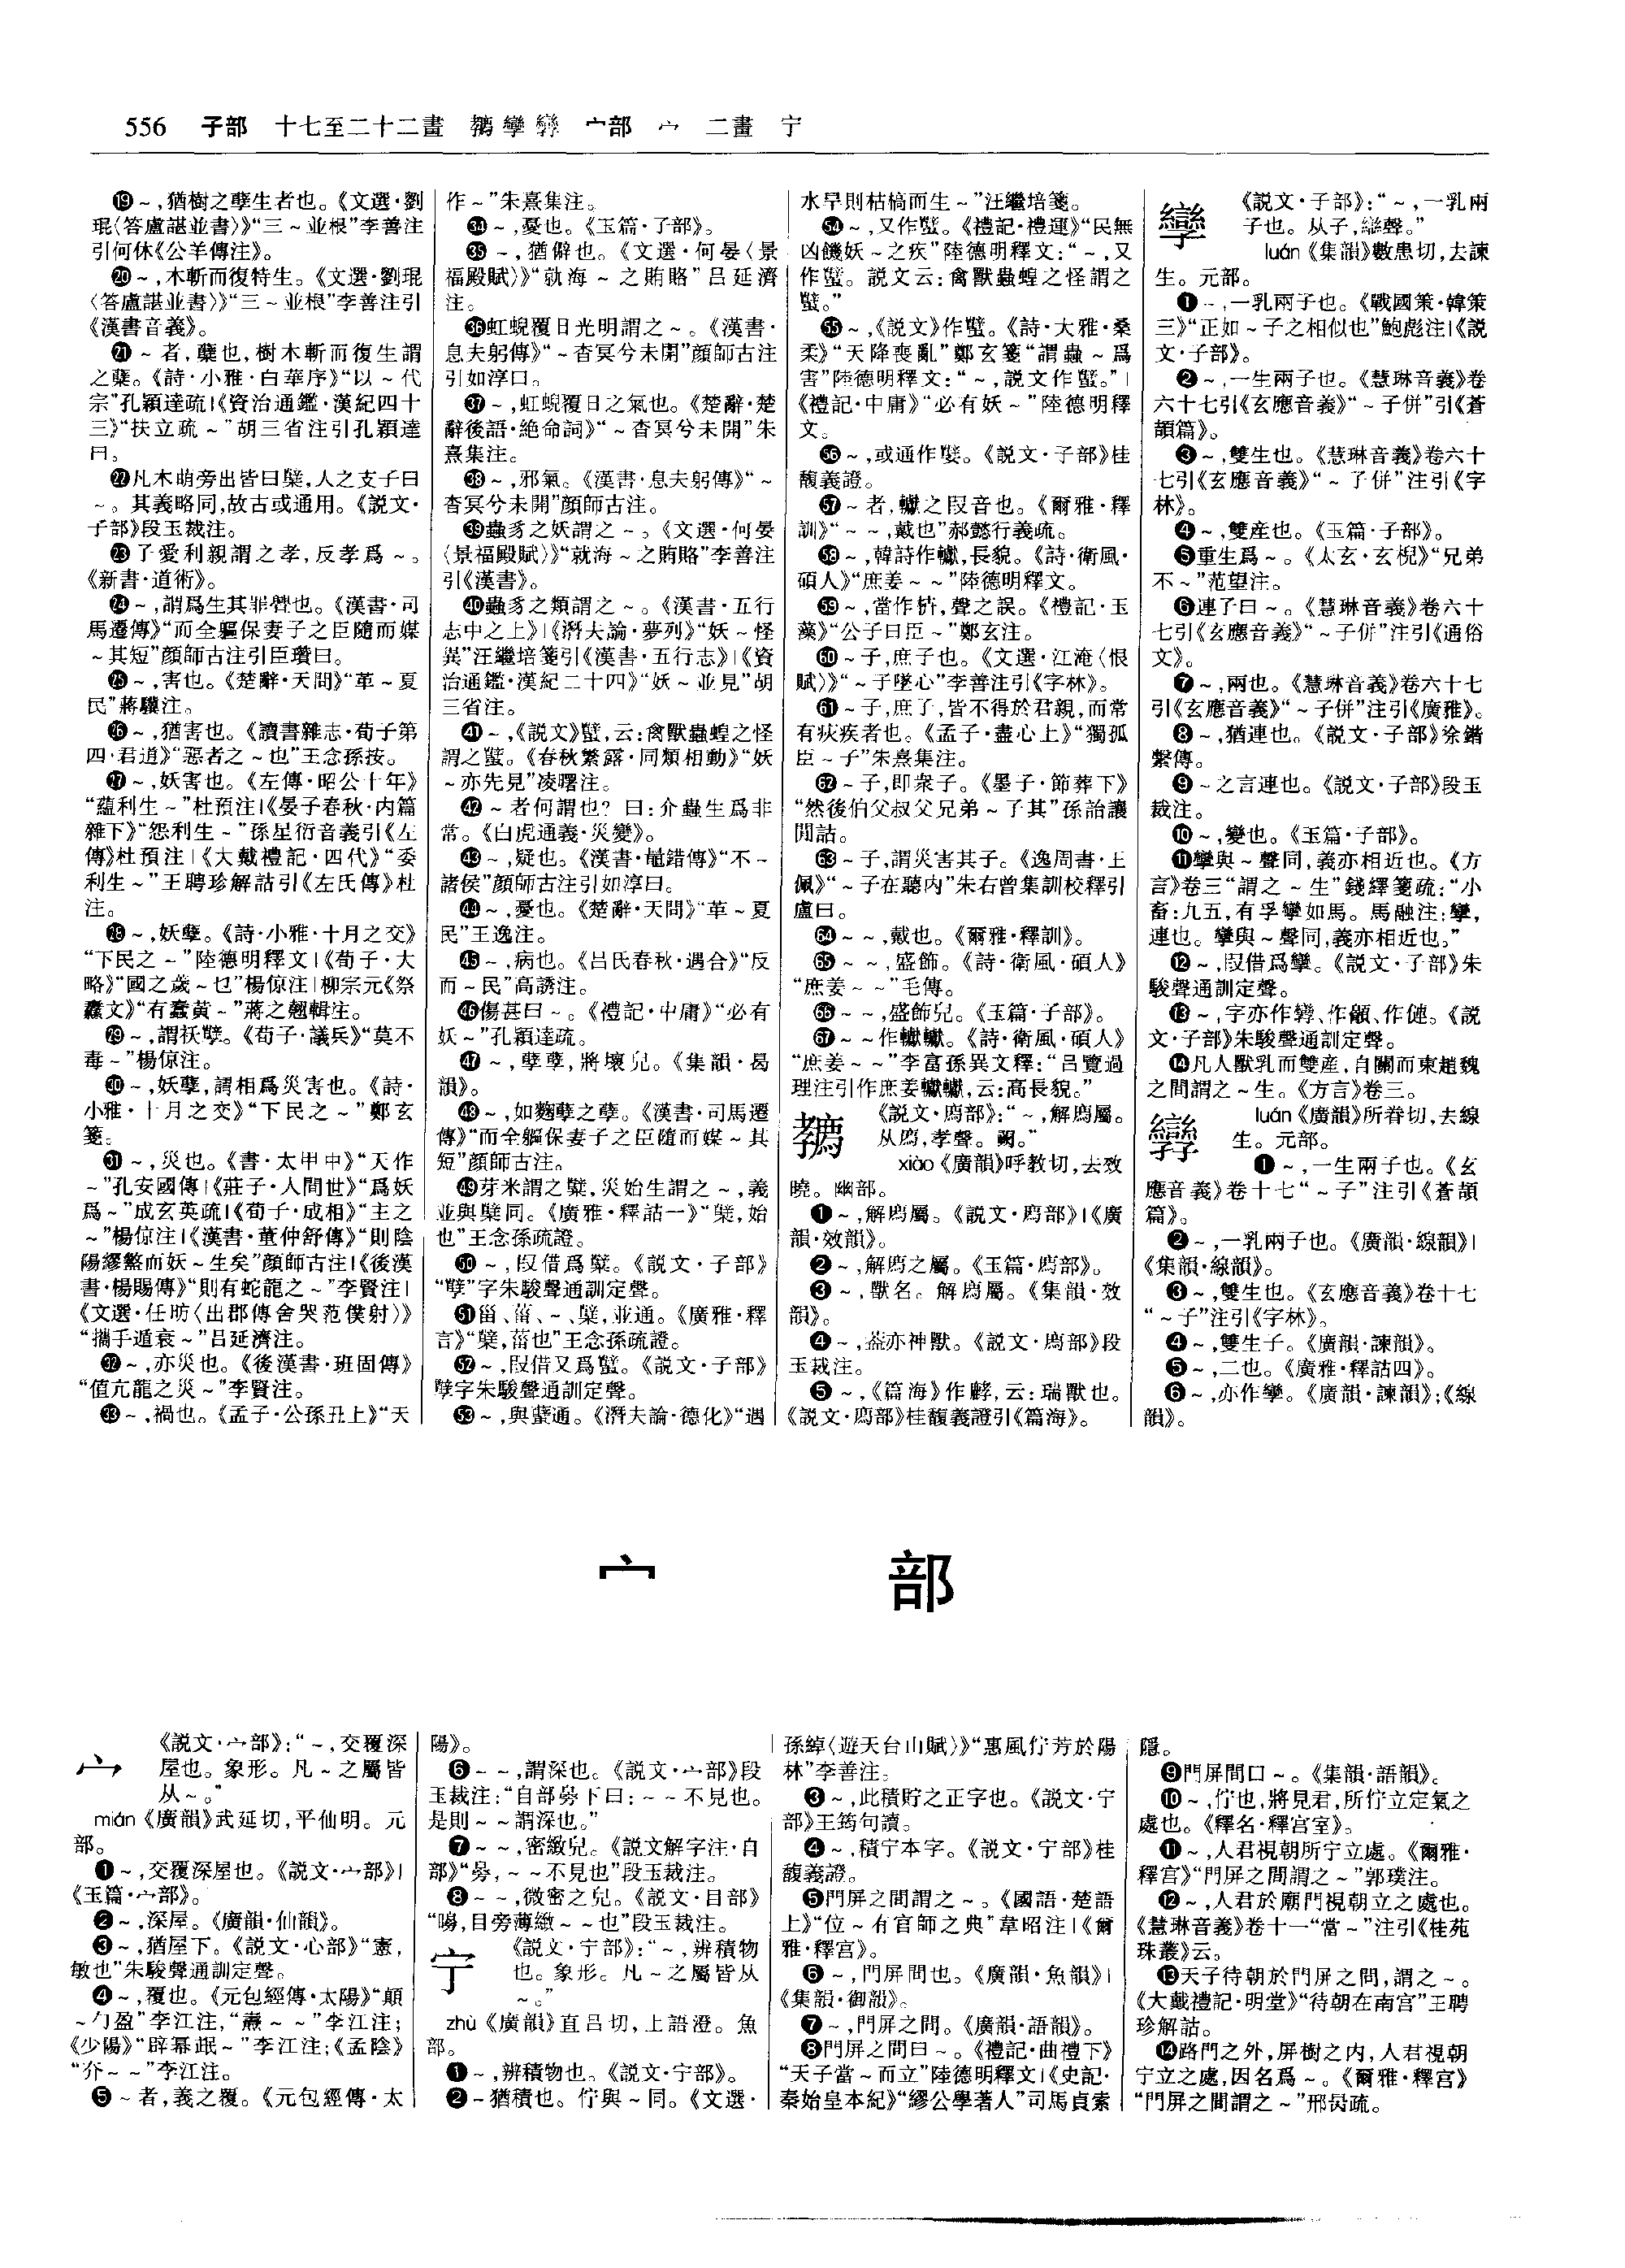 556 子部 十七至二十二畫 孿 宀部 宀 二畫 宁
⑲～,猶樹之孽生者也。《文選·劉
琨〈答盧諶並書〉》“三～並根”李善注
引何休《公羊傳注》。
⑳～,木斬而復特生。《文選·劉琨
〈答盧諶並書〉》“三～並根”李善注引
《漢書音義》。
㉑～者,蘖也,樹木斬而復生謂
之蘖。《詩·小雅·白華序》“以～代
宗”孔穎達疏|《資治通鑑·漢紀四十
三》“扶立疏～”胡三省注引孔穎達
曰。
㉒凡木萌旁出皆曰櫱,人之支子曰
～。其義略同,故古或通用。《説文·
子部》段玉裁注。
㉓子愛利親謂之孝,反孝爲～。
《新書·道術》。
㉔～,謂爲生其罪舋也。《漢書·司
馬遷傳》“而全軀保妻子之臣隨而媒
～其短”顔師古注引臣瓚曰。
㉕～,害也。《楚辭·天問》“革～夏
民”蔣驥注。
㉖～,猶害也。《讀書雜志·荀子第
四·君道》“惡者之～也”王念孫按。
㉗～,妖害也。《左傳·昭公十年》
“藴利生～”杜預注|《晏子春秋·内篇
雜下》“怨利生～”孫星衍音義引《左
傳》杜預注|《大戴禮記·四代》“委
利生～”王聘珍解詁引《左氏傳》杜
注。
㉘～,妖孽。《詩·小雅·十月之交》
“下民之～”陸德明釋文|《荀子·大
略》“國之薉～也”楊倞注|柳宗元《祭
纛文》“有蠢黄～”蔣之翹輯注。
㉙～,謂祅孽。《荀子·議兵》“莫不
毒～”楊倞注。
㉚～,妖孽,謂相爲災害也。《詩·
小雅·十月之交》“下民之～”鄭玄
箋。
㉛～,災也。《書·太甲中》“天作
～”孔安國傳|《莊子·人間世》“爲妖
爲～”成玄英疏|《荀子·成相》“主之
～”楊倞注|《漢書·董仲舒傳》“則陰
陽繆盭而妖～生矣”顔師古注|《後漢
書·楊賜傳》“則有蛇龍之～”李賢注|
《文選·任昉〈出郡傳舍哭范僕射〉》
“攜手遁衰～”吕延濟注。
㉜～,亦災也。《後漢書·班固傳》
“值亢龍之災～”李賢注。
㉝～,禍也。《孟子·公孫丑上》“天
作～”朱熹集注。
㉞～,憂也。《玉篇·子部》。
㉟～,猶僻也。《文選·何晏〈景
福殿賦〉》“就海～之賄賂”吕延濟
注。
㊱虹蜺覆日光明謂之～。《漢書·
息夫躬傳》“～杳冥兮未開”顔師古注
引如淳曰。
㊲～,虹蜺覆日之氣也。《楚辭·楚
辭後語·絶命詞》“～杳冥兮未開”朱
熹集注。
㊳～,邪氣。《漢書·息夫躬傳》“～
杳冥兮未開”顔師古注。
㊴蟲豸之妖謂之～。《文選·何晏
〈景福殿賦〉》“就海～之賄賂”李善注
引《漢書》。
㊵蟲豸之類謂之～。《漢書·五行
志中之上》|《潛夫論·夢列》“妖～怪
異”汪繼培箋引《漢書·五行志》|《資
治通鑑·漢紀二十四》“妖～並見”胡
三省注。
㊶～,《説文》蠥,云:禽獸蟲蝗之怪
謂之蠥。《春秋繁露·同類相動》“妖
～亦先見”凌曙注。
㊷～者何謂也?曰:介蟲生爲非
常。《白虎通義·災變》。
㊸～,疑也。《漢書·鼂錯傳》“不～
諸侯”顔師古注引如淳曰。
㊹～,憂也。《楚辭·天問》“革～夏
民”王逸注。
㊺～,病也。《吕氏春秋·遇合》“反
而～民”高誘注。
㊻傷甚曰～。《禮記·中庸》“必有
妖～”孔穎達疏。
㊼～,孽孽,將壞皃。《集韻·曷
韻》。
㊽～,如麴孽之孽。《漢書·司馬遷
傳》“而全軀保妻子之臣隨而媒～其
短”顔師古注。
㊾芽米謂之糱,災始生謂之～,義
並與櫱同。《廣雅·釋詁一》“櫱,始
也”王念孫疏證。
㊿～,叚借爲糱。《説文·子部》
“孽”字朱駿聲通訓定聲。
51甾、菑、～、櫱,並通。《廣雅·釋
言》“櫱,菑也”王念孫疏證。
52～,叚借又爲蠥。《説文·子部》
孽字朱駿聲通訓定聲。
53～,與蠥通。《潛夫論·德化》“遇
水旱則枯槁而生～”汪繼培箋。
54～,又作蠥。《禮記·禮運》“民無
凶饑妖～之疾”陸德明釋文:“～,又
作蠥。説文云:禽獸蟲蝗之怪謂之
蠥。”
55～,《説文》作蠥。《詩·大雅·桑
柔》“天降喪亂”鄭玄箋“謂蟲～爲
害”陸德明釋文:“～,説文作蠥。”|
《禮記·中庸》“必有妖～”陸德明釋
文。
56～,或通作㜸。《説文·子部》桂
馥義證。
57～者,轥之叚音也。《爾雅·釋
訓》“～～,戴也”郝懿行義疏。
58～,韓詩作轥,長貌。《詩·衛風·
碩人》“庶姜～～”陸德明釋文。
59～,當作枿,聲之誤。《禮記·玉
藻》“公子曰臣～”鄭玄注。
60～子,庶子也。《文選·江淹〈恨
賦〉》“～子墜心”李善注引《字林》。
61～子,庶子,皆不得於君親,而常
有疢疾者也。《孟子·盡心上》“獨孤
臣～子”朱熹集注。
62～子,即衆子。《墨子·節葬下》
“然後伯父叔父兄弟～子其”孫詒讓
閒詁。
63～子,謂災害其子。《逸周書·王
佩》“～子在聽内”朱右曾集訓校釋引
盧曰。
64～～,戴也。《爾雅·釋訓》。
65～～,盛飾。《詩·衛風·碩人》
“庶姜～～”毛傳。
66～～,盛飾皃。《玉篇·子部》。
67～～作轥轥。《詩·衛風·碩人》
“庶姜～～”李富孫異文釋:“吕覽過
理注引作庶姜轥轥,云:高長貌。”
《説文·廌部》:“～,解廌屬。
从廌,孝聲。闕。”
xiào《廣韻》呼教切,去效
曉。幽部。
❶～,解廌屬。《説文·廌部》|《廣
韻·效韻》。
❷～,解廌之屬。《玉篇·廌部》。
❸～,獸名。解廌屬。《集韻·效
韻》。
❹～,蓋亦神獸。《説文·廌部》段
玉裁注。
❺～,《篇海》作,云:瑞獸也。
《説文·廌部》桂馥義證引《篇海》。
孿
《説文·子部》:“～,一乳兩
子也。从子,䜌聲。”
luán《集韻》數患切,去諫
生。元部。
❶～,一乳兩子也。《戰國策·韓策
三》“正如～子之相似也”鮑彪注|《説
文·子部》。
❷～,一生兩子也。《慧琳音義》卷
六十七引《玄應音義》“～子併”引《蒼
頡篇》。
❸～,雙生也。《慧琳音義》卷六十
七引《玄應音義》“～子併”注引《字
林》。
❹～,雙産也。《玉篇·子部》。
❺重生爲～。《太玄·玄棿》“兄弟
不～”范望注。
❻連子曰～。《慧琳音義》卷六十
七引《玄應音義》“～子併”注引《通俗
文》。
❼～,兩也。《慧琳音義》卷六十七
引《玄應音義》“～子併”注引《廣雅》。
❽～,猶連也。《説文·子部》徐鍇
繫傳。
❾～之言連也。《説文·子部》段玉
裁注。
❿～,變也。《玉篇·子部》。
⓫攣與～聲同,義亦相近也。《方
言》卷三“謂之～生”錢繹箋疏:“小
畜:九五,有孚攣如馬。馬融注:攣,
連也。攣與～聲同,義亦相近也。”
⓬～,叚借爲攣。《説文·子部》朱
駿聲通訓定聲。
⓭～,字亦作、作、作僆。《説
文·子部》朱駿聲通訓定聲。
⓮凡人獸乳而雙産,自關而東趙魏
之間謂之～生。《方言》卷三。
luán《廣韻》所眷切,去線
生。元部。
❶～,一生兩子也。《玄
應音義》卷十七“～子”注引《蒼頡
篇》。
❷～,一乳兩子也。《廣韻·線韻》|
《集韻·線韻》。
❸～,雙生也。《玄應音義》卷十七
“～子”注引《字林》。
❹～,雙生子。《廣韻·諫韻》。
❺～,二也。《廣雅·釋詁四》。
❻～,亦作孿。《廣韻·諫韻》;《線
韻》。
宀 部
宀
《説文·宀部》:“～,交覆深
屋也。象形。凡～之屬皆
从～。”
mián《廣韻》武延切,平仙明。元
部。
❶～,交覆深屋也。《説文·宀部》|
《玉篇·宀部》。
❷～,深屋。《廣韻·仙韻》。
❸～,猶屋下。《説文·心部》“憲,
敏也”朱駿聲通訓定聲。
❹～,覆也。《元包經傳·太陽》“顛
～勹盈”李江注,“燾～～”李江注;
《少陽》“辟幕䟨～”李江注;《孟陰》
“夰～～”李江注。
❺～者,義之覆。《元包經傳·太
陽》。
❻～～,謂深也。《説文·宀部》段
玉裁注:“自部臱下曰:～～不見也。
是則～～謂深也。”
❼～～,密緻皃。《説文解字注·自
部》“臱,～～不見也”段玉裁注。
❽～～,微密之皃。《説文·目部》
“矏,目旁薄緻～～也”段玉裁注。
宁
《説文·宁部》:“～,辨積物
也。象形。凡～之屬皆从
～。”
zhù《廣韻》直吕切,上語澄。魚
部。
❶～,辨積物也。《説文·宁部》。
❷～猶積也。佇與～同。《文選·
孫綽〈遊天台山賦〉》“惠風佇芳於陽
林”李善注。
❸～,此積貯之正字也。《説文·宁
部》王筠句讀。
❹～,積宁本字。《説文·宁部》桂
馥義證。
❺門屏之間謂之～。《國語·楚語
上》“位～有官師之典”韋昭注|《爾
雅·釋宫》。
❻～,門屏間也。《廣韻·魚韻》|
《集韻·御韻》。
❼～,門屏之間。《廣韻·語韻》。
❽門屏之間曰～。《禮記·曲禮下》
“天子當～而立”陸德明釋文|《史記·
秦始皇本紀》“繆公學著人”司馬貞索
隱。
❾門屏間曰～。《集韻·語韻》。
❿～,佇也,將見君,所佇立定氣之
處也。《釋名·釋宫室》。
⓫～,人君視朝所宁立處。《爾雅·
釋宫》“門屏之間謂之～”郭璞注。
⓬～,人君於廟門視朝立之處也。
《慧琳音義》卷十一“當～”注引《桂苑
珠叢》云。
⓭天子待朝於門屏之間,謂之～。
《大戴禮記·明堂》“待朝在南宫”王聘
珍解詁。
⓮路門之外,屏樹之内,人君視朝
宁立之處,因名爲～。《爾雅·釋宫》
“門屏之間謂之～”邢昺疏。